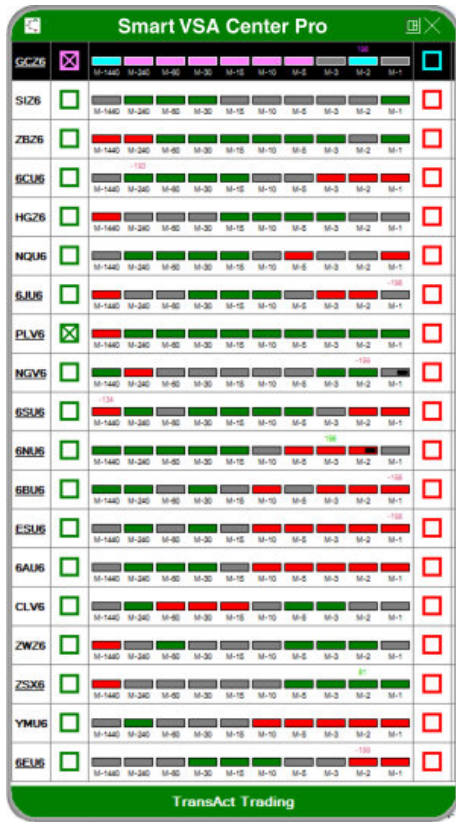 Smart VSA Center Pro
198
GCZ6
M-1440 M-240 M-60 M-30 M-15 M-10 M-5 M-3 M-2 M-1
SIZ6
M-1440 M-240 M-60 M-30 M-15 M-10 M-5 M-3 M-2 M-1
ZBZ6
M-1440 M-240 M-60 M-30 M-15 M-10 M-5 M-3 M-2 M-1
-193
6CU6
M-1440 M-240 M-60 M-30 M-15 M-10 M-5 M-3 M-2 M-1
HGZ6
M-1440 M-240 M-60 M-30 M-15 M-10 M-5 M-3 M-2 M-1
NQU6
M-1440 M-240 M-60 M-30 M-15 M-10 M-5 M-3 M-2 M-1
-198
6JU6
M-1440 M-240 M-60 M-30 M-15 M-10 M-5 M-3 M-2 M-1
PLV6
M-1440 M-240 M-60 M-30 M-15 M-10 M-5 M-3 M-2 M-1
NGV6
M-1440 M-240 M-60 M-30 M-15 M-10 M-5 M-3 M-2 M-1
-134
6SU6
M-1440 M-240 M-60 M-30 M-15 M-10 M-5 M-3 M-2 M-1
198
6NU6
M-1440 M-240 M-60 M-30 M-15 M-10 M-5 M-3 M-2 M-1
-198
6BU6
M-1440 M-240 M-60 M-30 M-15 M-10 M-5 M-3 M-2 M-1
-198
ESU6
M-1440 M-240 M-60 M-30 M-15 M-10 M-5 M-3 M-2 M-1
6AU6
M-1440 M-240 M-60 M-30 M-15 M-10 M-5 M-3 M-2 M-1
CLV6
M-1440 M-240 M-60 M-30 M-15 M-10 M-5 M-3 M-2 M-1
ZWZ6
M-1440 M-240 M-60 M-30 M-15 M-10 M-5 M-3 M-2 M-1
81
ZSX6
M-1440 M-240 M-60 M-30 M-15 M-10 M-5 M-3 M-2 M-1
YMU6
M-1440 M-240 M-60 M-30 M-15 M-10 M-5 M-3 M-2 M-1
-198
6EU6
M-1440 M-240 M-60 M-30 M-15 M-10 M-5 M-3 M-2 M-1
TransAct Trading